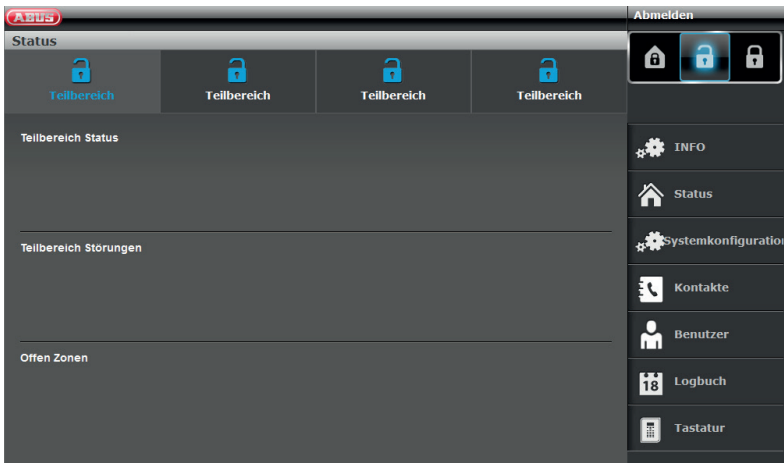 ABUS
Status
Teilbereich
Teilbereich
Teilbereich
Teilbereich
Teilbereich Status
Teilbereich Störungen
Offen Zonen
Abmelden
INFO
Status
Systemkonfiguration
Kontakte
Benutzer
18
Logbuch
Tastatur